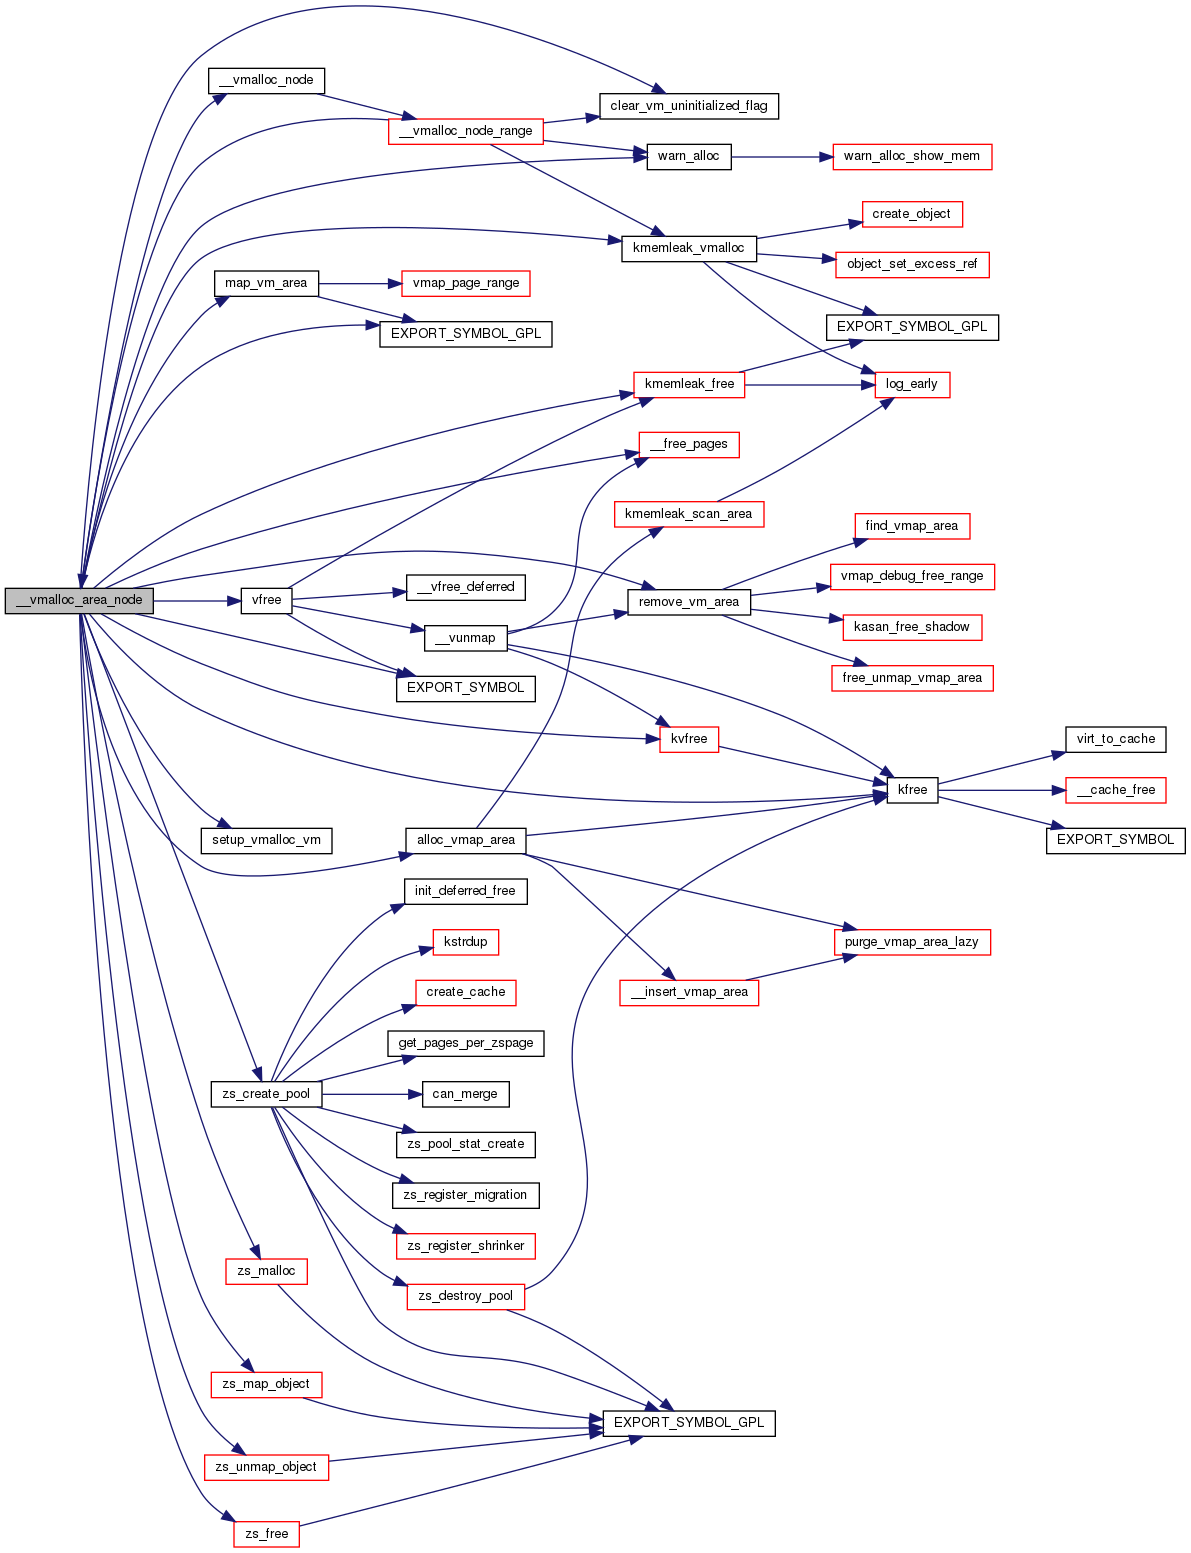 __vmalloc_node
clear_vm_uninitialized_flag
__vmalloc_node_range
warn_alloc
warn_alloc_show_mem
create_object
kmemleak_vmalloc
object_set_excess_ref
map_vm_area
vmap_page_range
EXPORT_SYMBOL_GPL
EXPORT_SYMBOL_GPL
kmemleak_free
log_early
__free_pages
kmemleak_scan_area
find_vmap_area
vmap_debug_free_range
__vfree_deferred
__vmalloc_area_node
vfree
remove_vm_area
kasan_free_shadow
__vunmap
free_unmap_vmap_area
EXPORT_SYMBOL
kvfree
virt_to_cache
kfree
__cache_free
setup_vmalloc_vm
alloc_vmap_area
EXPORT_SYMBOL
init_deferred_free
kstrdup
purge_vmap_area_lazy
create_cache
__insert_vmap_area
get_pages_per_zspage
zs_create_pool
can_merge
zs_pool_stat_create
zs_register_migration
zs_register_shrinker
zs_malloc
zs_destroy_pool
zs_map_object
EXPORT_SYMBOL_GPL
zs_unmap_object
zs_free